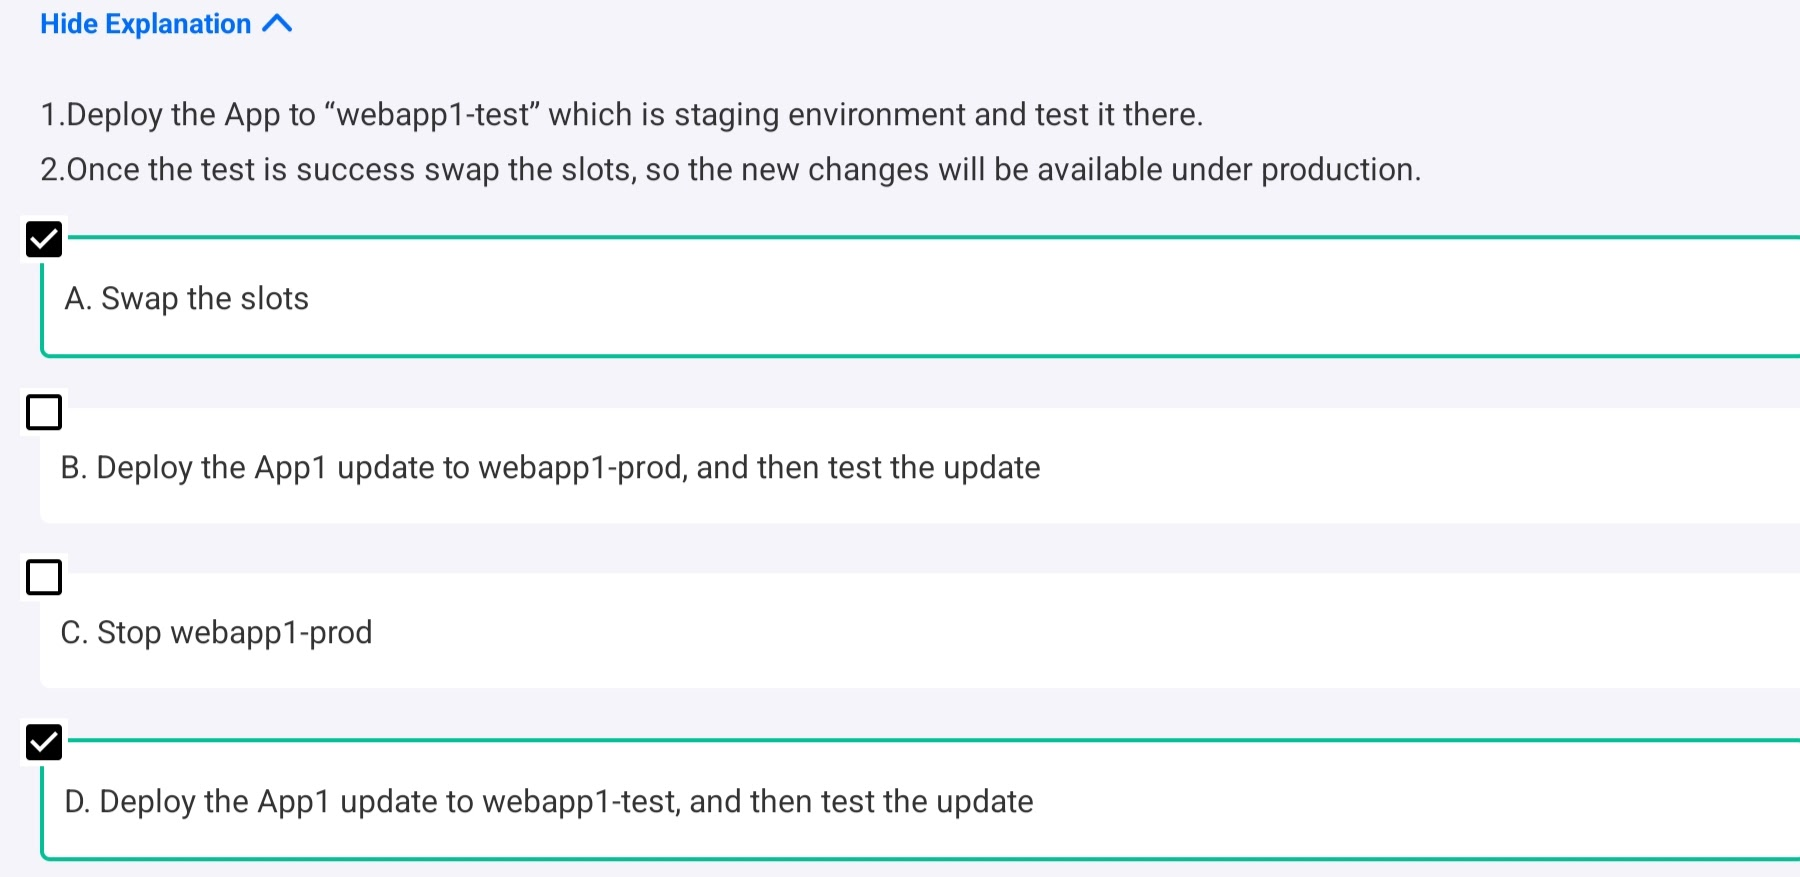 Hide Explanation
1.Deploy the App to “webapp1-test” which is staging environment and test it there.
2.Once the test is success swap the slots, so the new changes will be available under production.
A. Swap the slots
B. Deploy the App1 update to webapp1-prod, and then test the update
C. Stop webapp1-prod
D. Deploy the App1 update to webapp1-test, and then test the update